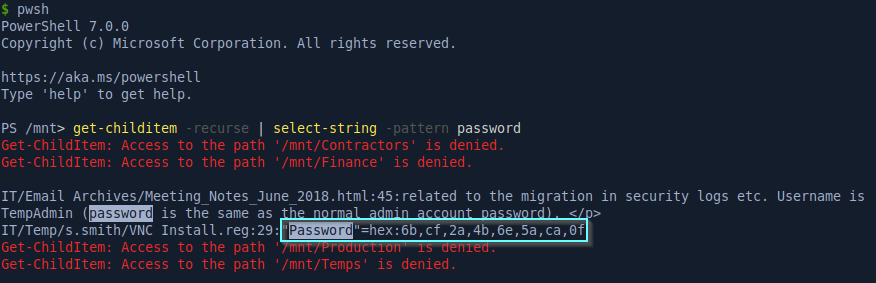 $ pwsh
PowerShell 7.0.0
Copyright (c) Microsoft Corporation. All rights reserved.
https://aka.ms/powershell
Type 'help' to get help.
PS /mnt> get-childitem -recurse | select-string -pattern password
Get-ChildItem: Access to the path '/mnt/Contractors' is denied.
Get-ChildItem: Access to the path '/mnt/Finance' is denied.
IT/Email Archives/Meeting_Notes_June_2018.html:45:related to the migration in security logs etc. Username is
TempAdmin (password is the same as the normal admin account password). </p>
IT/Temp/s.smith/VNC Install.reg:29:"Password"=hex:6b,cf,2a,4b,6e,5a,ca,0f
Get-ChildItem: Access to the path '/mnt/Production' is denied.
Get-ChildItem: Access to the path '/mnt/Temps' is denied.